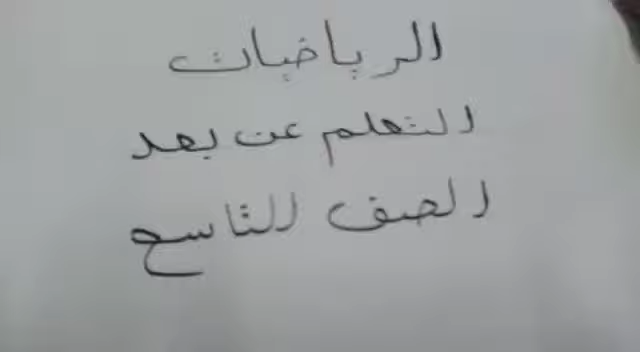 الرياضيات
التعلم عن بعد
الصف التاسع